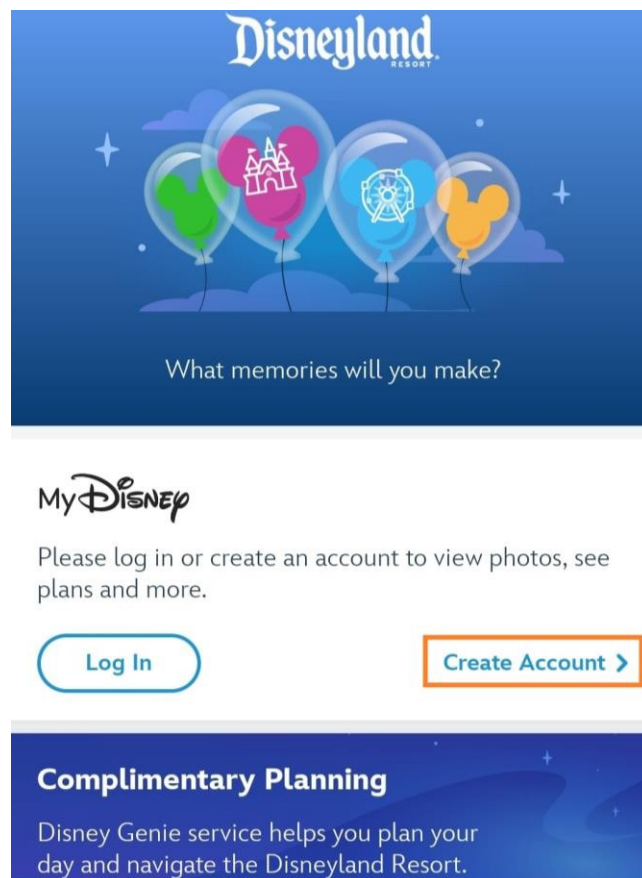 Disneyland
RESORT
What memories will you make?
My Disney
Please log in or create an account to view photos, see
plans and more.
Log In
Create Account >
Complimentary Planning
Disney Genie service helps you plan your
day and navigate the Disneyland Resort.